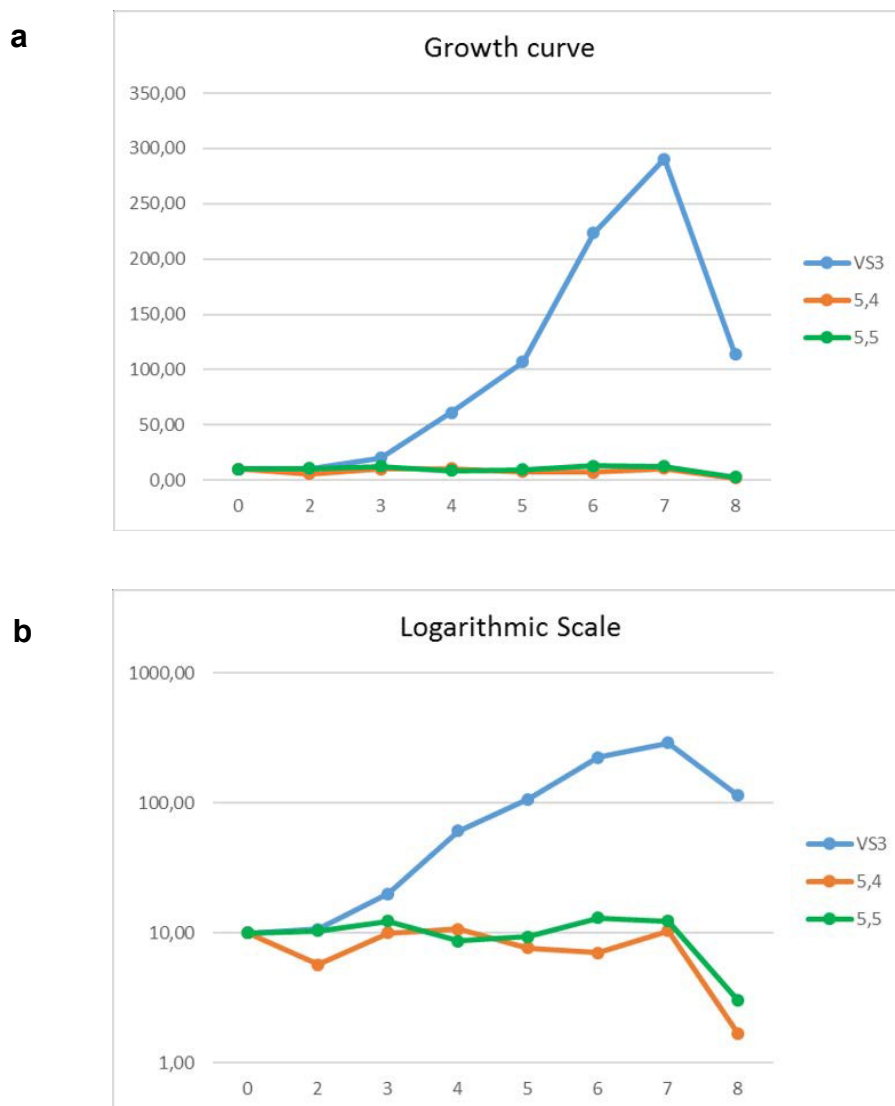 a
Growth curve
350,00
300,00
250,00
200,00
150,00
100,00
50,00
0,00
0 2 3 4 5 6 7 8
VS3
5,4
5,5
b
Logarithmic Scale
1000,00
100,00
10,00
1,00
0 2 3 4 5 6 7 8
VS3
5,4
5,5